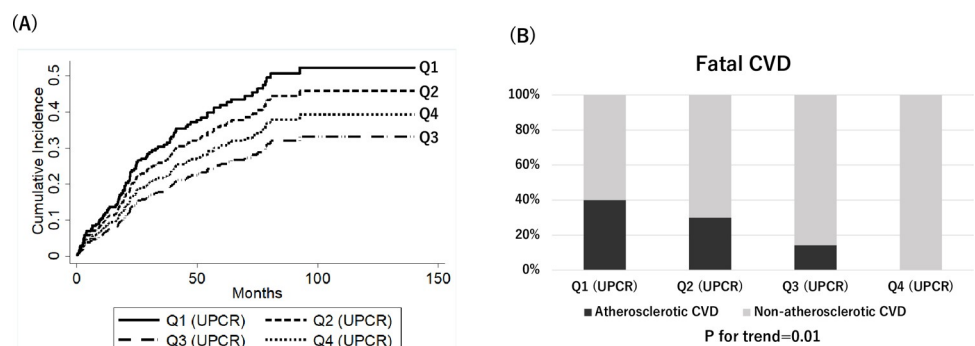 (A)
Q1
Q2
Q4
Q3
Cumulative Incidence
0.5
0.4
0.3
0.2
0.1
0
0
50
100
150
Months
Q1 (UPCR)
Q2 (UPCR)
Q3 (UPCR)
Q4 (UPCR)
(B)
Fatal CVD
100%
80%
60%
40%
20%
0%
Q1 (UPCR)
Q2 (UPCR)
Q3 (UPCR)
Q4 (UPCR)
Atherosclerotic CVD
Non-atherosclerotic CVD
P for trend=0.01